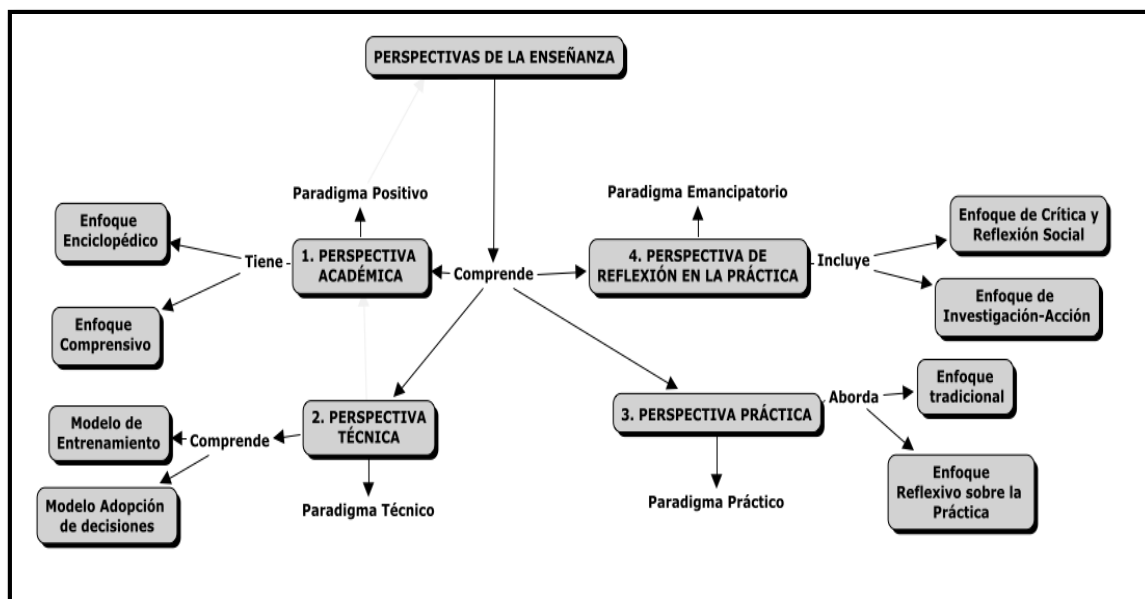 PERSPECTIVAS DE LA ENSEÑANZA
Paradigma Positivo
Paradigma Emancipatorio
Enfoque
Enciclopédico
Tiene
1. PERSPECTIVA
ACADÉMICA
Comprende
4. PERSPECTIVA DE
REFLEXIÓN EN LA PRÁCTICA
Incluye
Enfoque de Crítica y
Reflexión Social
Enfoque de
Investigación-Acción
Enfoque
Comprensivo
Modelo de
Entrenamiento
Comprende
2. PERSPECTIVA
TÉCNICA
3. PERSPECTIVA PRÁCTICA
Aborda
Enfoque
tradicional
Modelo Adopción
de decisiones
Paradigma Técnico
Paradigma Práctico
Enfoque
Reflexivo sobre la
Práctica